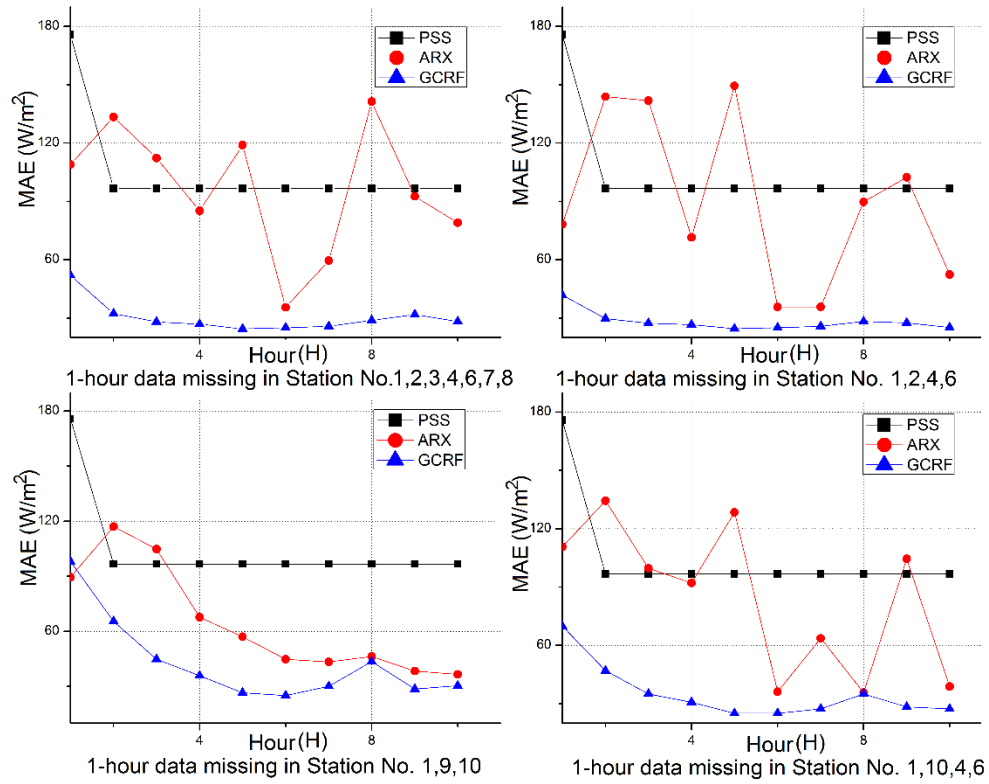 180
120
60
MAE (W/m²)
PSS
ARX
GCRF
4
8
Hour(H)
1-hour data missing in Station No.1,2,3,4,6,7,8
180
120
60
MAE (W/m²)
PSS
ARX
GCRF
4
8
Hour(H)
1-hour data missing in Station No. 1,2,4,6
180
120
60
MAE (W/m²)
PSS
ARX
GCRF
4
8
Hour(H)
1-hour data missing in Station No. 1,9,10
180
120
60
MAE (W/m²)
PSS
ARX
GCRF
4
8
Hour(H)
1-hour data missing in Station No. 1,10,4,6